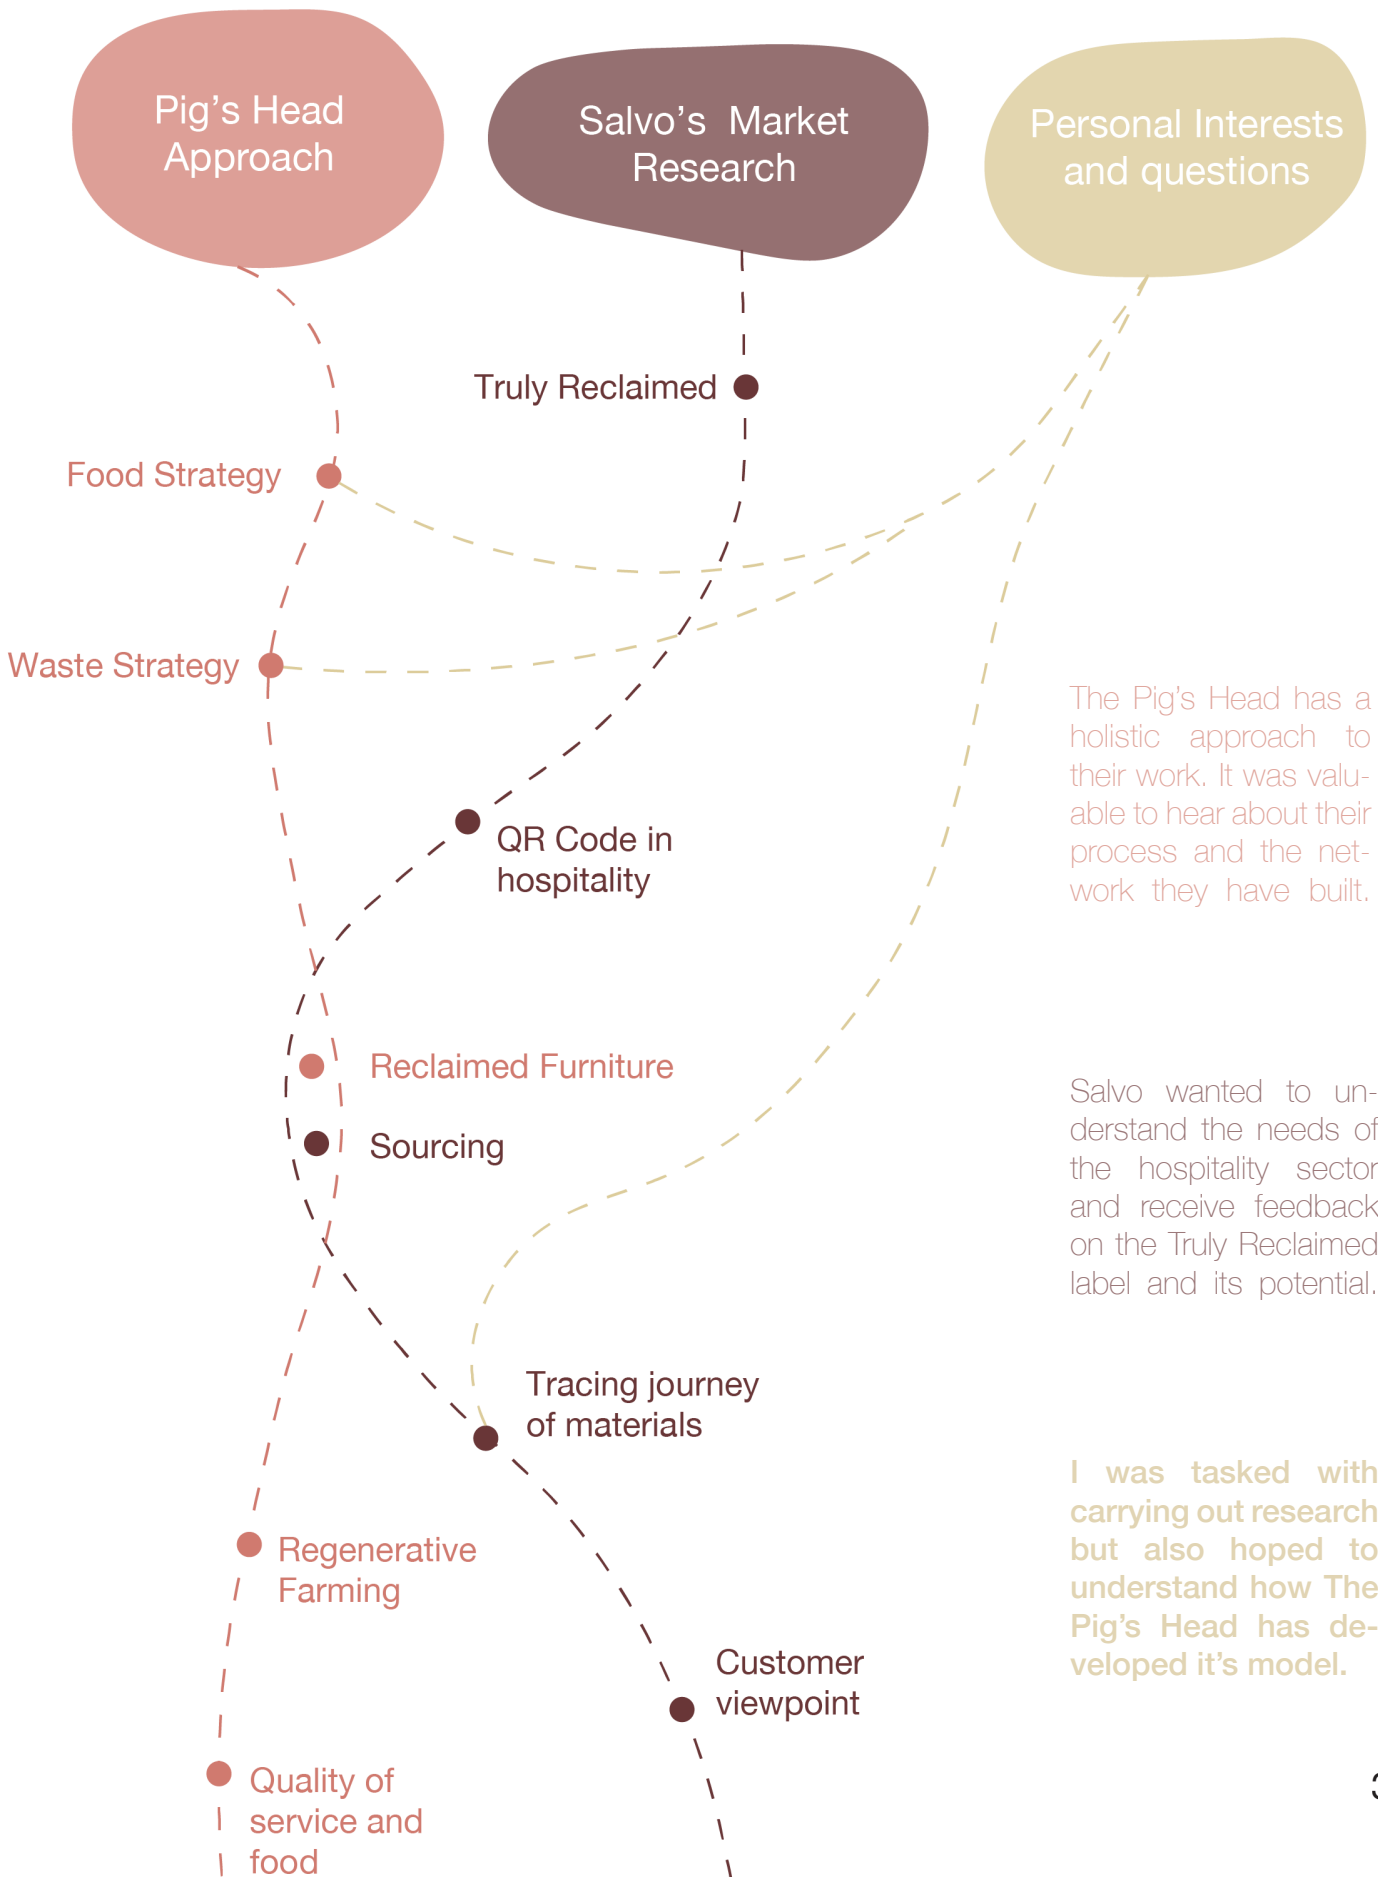 Pig's Head
Approach
Salvo's Market
Research
Personal Interests
and questions
Truly Reclaimed
Food Strategy
Waste Strategy
QR Code in
hospitality
Reclaimed Furniture
Sourcing
Tracing journey
of materials
Regenerative
Farming
Customer
viewpoint
Quality of
service and
food
The Pig's Head has a
holistic approach to
their work. It was valu-
able to hear about their
process and the net-
work they have built.
Salvo wanted to un-
derstand the needs of
the hospitality sector
and receive feedback
on the Truly Reclaimed
label and its potential.
I was tasked with
carrying out research
but also hoped to
understand how The
Pig's Head has de-
veloped it's model.